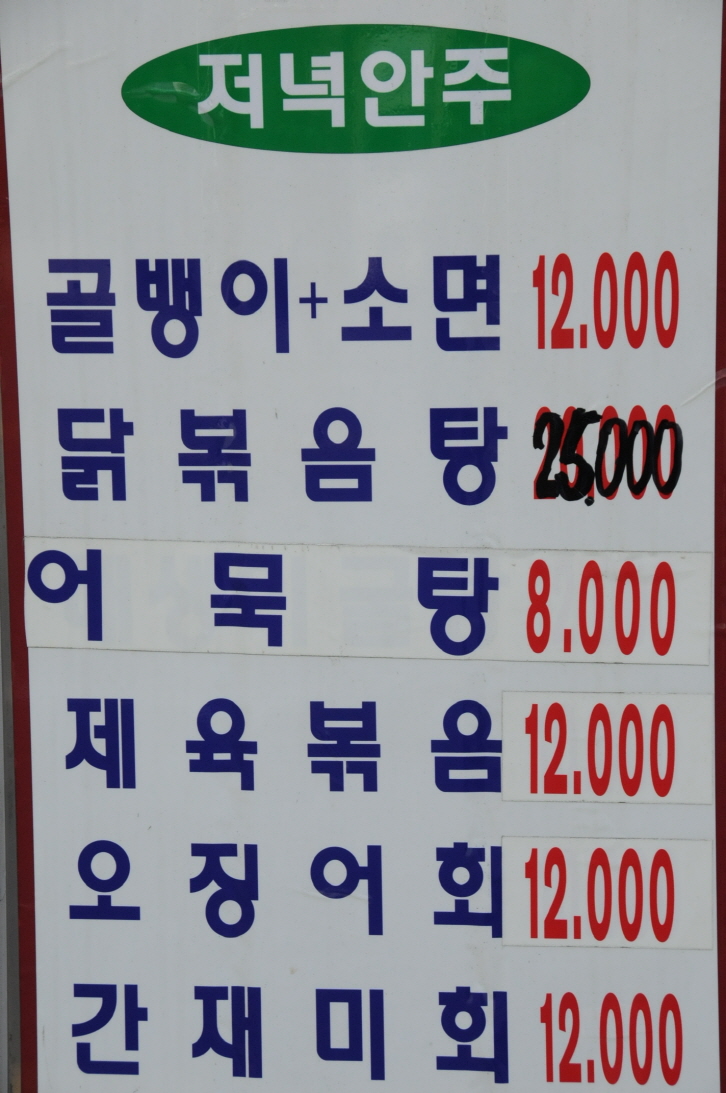 저녁안주
골뱅이+소면 12.000
닭볶음탕 25.000
어묵탕 8.000
제육볶음 12.000
오징어회 12.000
간재미회 12.000